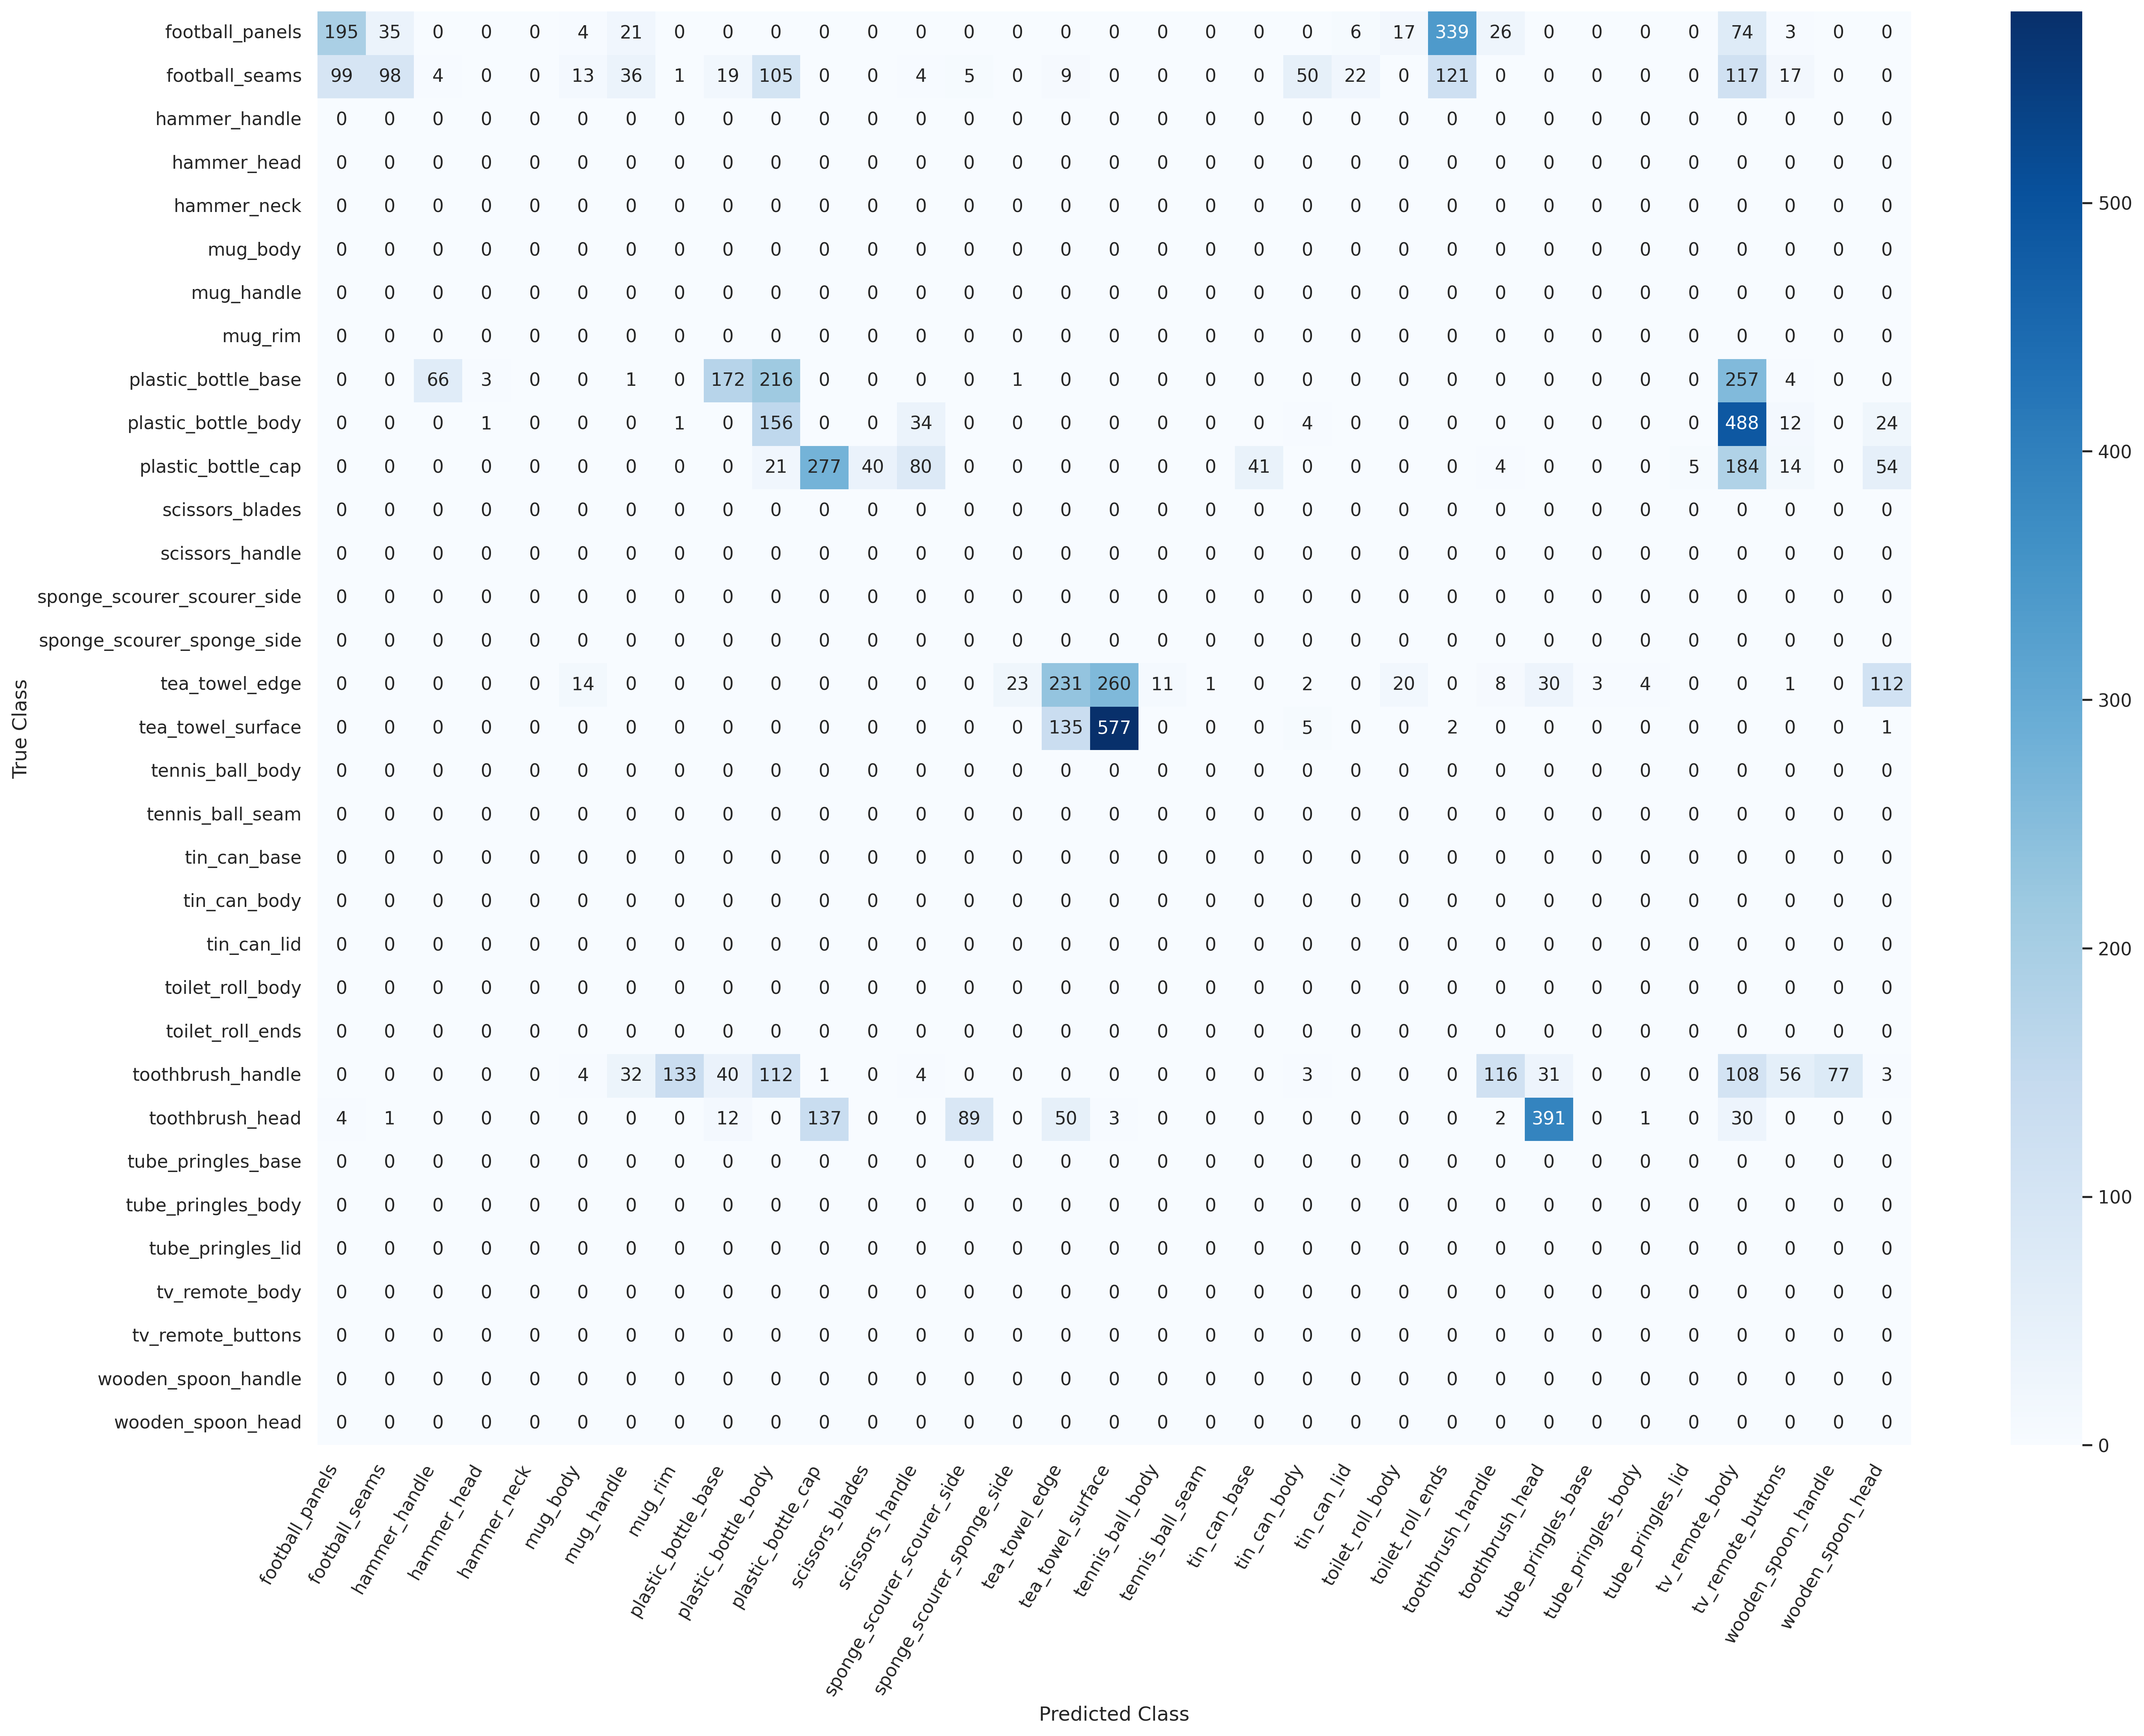 football_panels 195 35 0 0 0 4 21 0 0 0 0 0 0 0 0 0 0 0 0 0 0 6 17 339 26 0 0 0 0 74 3 0 0
football_seams 99 98 4 0 0 13 36 1 19 105 0 0 4 5 0 9 0 0 0 0 50 22 0 121 0 0 0 0 0 117 17 0 0
hammer_handle 0 0 0 0 0 0 0 0 0 0 0 0 0 0 0 0 0 0 0 0 0 0 0 0 0 0 0 0 0 0 0 0 0
hammer_head 0 0 0 0 0 0 0 0 0 0 0 0 0 0 0 0 0 0 0 0 0 0 0 0 0 0 0 0 0 0 0 0 0
hammer_neck 0 0 0 0 0 0 0 0 0 0 0 0 0 0 0 0 0 0 0 0 0 0 0 0 0 0 0 0 0 0 0 0 0
mug_body 0 0 0 0 0 0 0 0 0 0 0 0 0 0 0 0 0 0 0 0 0 0 0 0 0 0 0 0 0 0 0 0 0
mug_handle 0 0 0 0 0 0 0 0 0 0 0 0 0 0 0 0 0 0 0 0 0 0 0 0 0 0 0 0 0 0 0 0 0
mug_rim 0 0 0 0 0 0 0 0 0 0 0 0 0 0 0 0 0 0 0 0 0 0 0 0 0 0 0 0 0 0 0 0 0
plastic_bottle_base 0 0 66 3 0 0 1 0 172 216 0 0 0 0 1 0 0 0 0 0 0 0 0 0 0 0 0 0 0 257 4 0 0
plastic_bottle_body 0 0 0 1 0 0 0 1 0 156 0 0 34 0 0 0 0 0 0 0 4 0 0 0 0 0 0 0 0 488 12 0 24
plastic_bottle_cap 0 0 0 0 0 0 0 0 0 21 277 40 80 0 0 0 0 0 0 41 0 0 0 0 4 0 0 0 5 184 14 0 54
scissors_blades 0 0 0 0 0 0 0 0 0 0 0 0 0 0 0 0 0 0 0 0 0 0 0 0 0 0 0 0 0 0 0 0 0
scissors_handle 0 0 0 0 0 0 0 0 0 0 0 0 0 0 0 0 0 0 0 0 0 0 0 0 0 0 0 0 0 0 0 0 0
sponge_scourer_scourer_side 0 0 0 0 0 0 0 0 0 0 0 0 0 0 0 0 0 0 0 0 0 0 0 0 0 0 0 0 0 0 0 0 0
sponge_scourer_sponge_side 0 0 0 0 0 0 0 0 0 0 0 0 0 0 0 0 0 0 0 0 0 0 0 0 0 0 0 0 0 0 0 0 0
tea_towel_edge 0 0 0 0 0 14 0 0 0 0 0 0 0 0 23 231 260 11 1 0 2 0 20 0 8 30 3 4 0 0 1 0 112
tea_towel_surface 0 0 0 0 0 0 0 0 0 0 0 0 0 0 0 135 577 0 0 0 5 0 0 2 0 0 0 0 0 0 0 0 1
tennis_ball_body 0 0 0 0 0 0 0 0 0 0 0 0 0 0 0 0 0 0 0 0 0 0 0 0 0 0 0 0 0 0 0 0 0
tennis_ball_seam 0 0 0 0 0 0 0 0 0 0 0 0 0 0 0 0 0 0 0 0 0 0 0 0 0 0 0 0 0 0 0 0 0
tin_can_base 0 0 0 0 0 0 0 0 0 0 0 0 0 0 0 0 0 0 0 0 0 0 0 0 0 0 0 0 0 0 0 0 0
tin_can_body 0 0 0 0 0 0 0 0 0 0 0 0 0 0 0 0 0 0 0 0 0 0 0 0 0 0 0 0 0 0 0 0 0
tin_can_lid 0 0 0 0 0 0 0 0 0 0 0 0 0 0 0 0 0 0 0 0 0 0 0 0 0 0 0 0 0 0 0 0 0
toilet_roll_body 0 0 0 0 0 0 0 0 0 0 0 0 0 0 0 0 0 0 0 0 0 0 0 0 0 0 0 0 0 0 0 0 0
toilet_roll_ends 0 0 0 0 0 0 0 0 0 0 0 0 0 0 0 0 0 0 0 0 0 0 0 0 0 0 0 0 0 0 0 0 0
toothbrush_handle 0 0 0 0 0 4 32 133 40 112 1 0 4 0 0 0 0 0 0 0 3 0 0 0 116 31 0 0 0 108 56 77 3
toothbrush_head 4 1 0 0 0 0 0 0 12 0 137 0 0 89 0 50 3 0 0 0 0 0 0 0 2 391 0 1 0 30 0 0 0
tube_pringles_base 0 0 0 0 0 0 0 0 0 0 0 0 0 0 0 0 0 0 0 0 0 0 0 0 0 0 0 0 0 0 0 0 0
tube_pringles_body 0 0 0 0 0 0 0 0 0 0 0 0 0 0 0 0 0 0 0 0 0 0 0 0 0 0 0 0 0 0 0 0 0
tube_pringles_lid 0 0 0 0 0 0 0 0 0 0 0 0 0 0 0 0 0 0 0 0 0 0 0 0 0 0 0 0 0 0 0 0 0
tv_remote_body 0 0 0 0 0 0 0 0 0 0 0 0 0 0 0 0 0 0 0 0 0 0 0 0 0 0 0 0 0 0 0 0 0
tv_remote_buttons 0 0 0 0 0 0 0 0 0 0 0 0 0 0 0 0 0 0 0 0 0 0 0 0 0 0 0 0 0 0 0 0 0
wooden_spoon_handle 0 0 0 0 0 0 0 0 0 0 0 0 0 0 0 0 0 0 0 0 0 0 0 0 0 0 0 0 0 0 0 0 0
wooden_spoon_head 0 0 0 0 0 0 0 0 0 0 0 0 0 0 0 0 0 0 0 0 0 0 0 0 0 0 0 0 0 0 0 0 0
True Class
football_panels
football_seams
hammer_handle
hammer_head
hammer_neck
mug_body
mug_handle
mug_rim
plastic_bottle_base
plastic_bottle_body
plastic_bottle_cap
scissors_blades
scissors_handle
sponge_scourer_scourer_side
sponge_scourer_sponge_side
tea_towel_edge
tea_towel_surface
tennis_ball_body
tennis_ball_seam
tin_can_base
tin_can_body
tin_can_lid
toilet_roll_body
toilet_roll_ends
toothbrush_handle
toothbrush_head
tube_pringles_base
tube_pringles_body
tube_pringles_lid
tv_remote_body
tv_remote_buttons
wooden_spoon_handle
wooden_spoon_head
Predicted Class
500
400
300
200
100
0